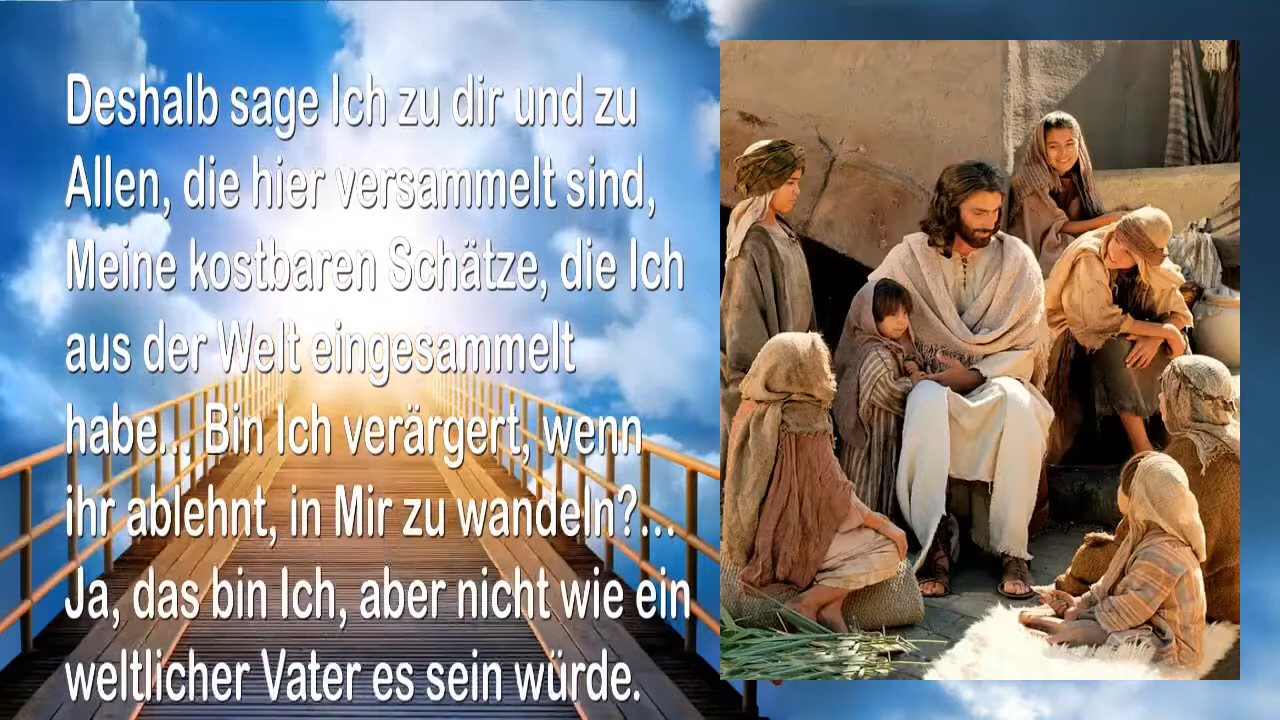 Deshalb sage Ich zu dir und zu
Allen, die hier versammelt sind,
Meine kostbaren Schätze, die Ich
aus der Welt eingesammelt
habe... Bin Ich verärgert, wenn
ihr ablehnt, in Mir zu wandeln?...
Ja, das bin Ich, aber nicht wie ein
weltlicher Vater es sein würde.